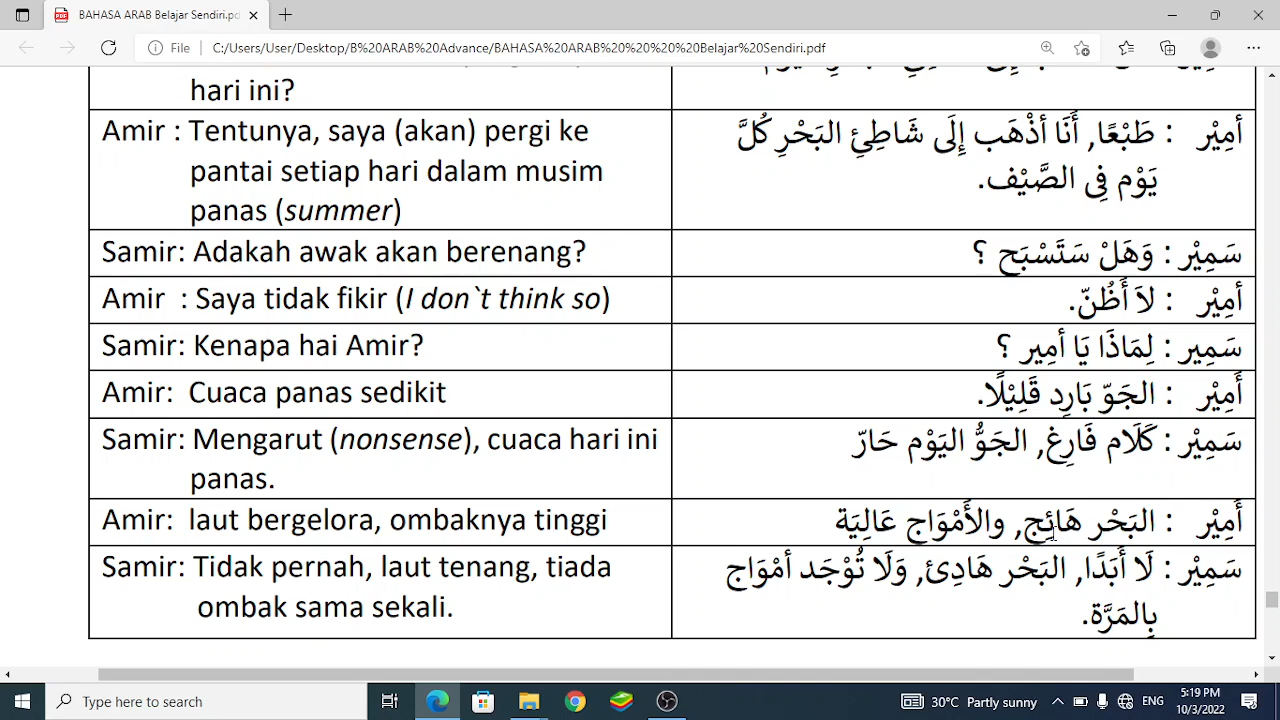 BAHASA ARAB Belajar Sendiri.pd
File C:/Users/User/Desktop/B%20ARAB%20Advance/BAHASA%20ARAB%20%20%20%20Belajar%20Sendiri.pdf
hari ini?
Amir : Tentunya, saya (akan) pergi ke
pantai setiap hari dalam musim
panas (summer)
أمِيْر : طَبْعًا, أَنَا أذْهَب إِلَى شَاطِئِ البَحْرِ كُلَّ
يَوْم فِى الصَّيْف.
Samir: Adakah awak akan berenang?
سَمِيْر : وَهَلْ سَتَسْبَح ؟
Amir : Saya tidak fikir (I don`t think so)
أمِيْر : لاَ أَظُنّ.
Samir: Kenapa hai Amir?
سَمِير : لِمَاذَا يَا أمِير ؟
Amir: Cuaca panas sedikit
أَمِيْر : الجَوّ بَارِد قَلِيْلًا.
Samir: Mengarut (nonsense), cuaca hari ini
panas.
سَمِيْر : كَلَام فَارِغ, الجَوُّ اليَوْم حَارّ
Amir: laut bergelora, ombaknya tinggi
أَمِيْر : البَحْر هَائِج, والأَمْوَاج عَالِيَة
Samir: Tidak pernah, laut tenang, tiada
ombak sama sekali.
سَمِيْر : لَا أَبَدًا, البَحْر هَادِئ, وَلَا تُوْجَد أمْوَاج
بِالمَرَّة.
Type here to search
30°C Partly sunny
ENG
5:19 PM
10/3/2022